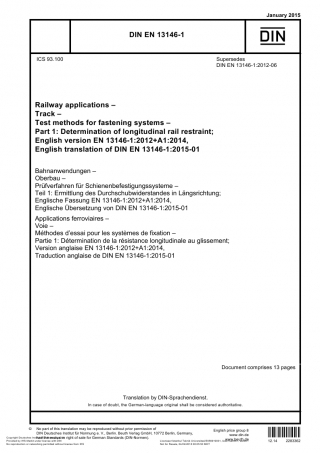 January 2015
DIN EN 13146-1
DIN
ICS 93.100
Supersedes
DIN EN 13146-1:2012-06
Railway applications –
Track –
Test methods for fastening systems –
Part 1: Determination of longitudinal rail restraint;
English version EN 13146-1:2012+A1:2014,
English translation of DIN EN 13146-1:2015-01
Bahnanwendungen –
Oberbau –
Prüfverfahren für Schienenbefestigungssysteme –
Teil 1: Ermittlung des Durchschubwiderstandes in Längsrichtung;
Englische Fassung EN 13146-1:2012+A1:2014,
Englische Übersetzung von DIN EN 13146-1:2015-01
Applications ferroviaires –
Voie –
Méthodes d'essai pour les systèmes de fixation –
Partie 1: Détermination de la résistance longitudinale au glissement;
Version anglaise EN 13146-1:2012+A1:2014,
Traduction anglaise de DIN EN 13146-1:2015-01
Document comprises 13 pages
Translation by DIN-Sprachendienst.
In case of doubt, the German-language original shall be considered authoritative.
No part of this translation may be reproduced without prior permission of
DIN Deutsches Institut für Normung e. V., Berlin. Beuth Verlag GmbH, 10772 Berlin, Germany,
right of sale for German Standards (DIN-Normen).
English price group 9
www.din.de
www.beuth.de